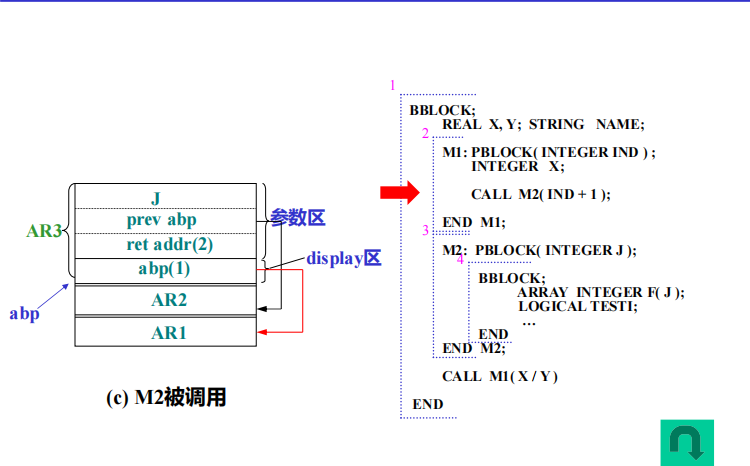 J
prev abp
ret addr(2)
abp(1)
AR2
AR1
AR3
abp
参数区
display区
(c) M2被调用
1
BBLOCK;
REAL X, Y; STRING NAME;
2
M1: PBLOCK( INTEGER IND ) ;
INTEGER X;
CALL M2( IND + 1 );
END M1;
3
M2: PBLOCK( INTEGER J );
4
BBLOCK;
ARRAY INTEGER F( J );
LOGICAL TESTI;
…
END
END M2;
CALL M1( X / Y )
END